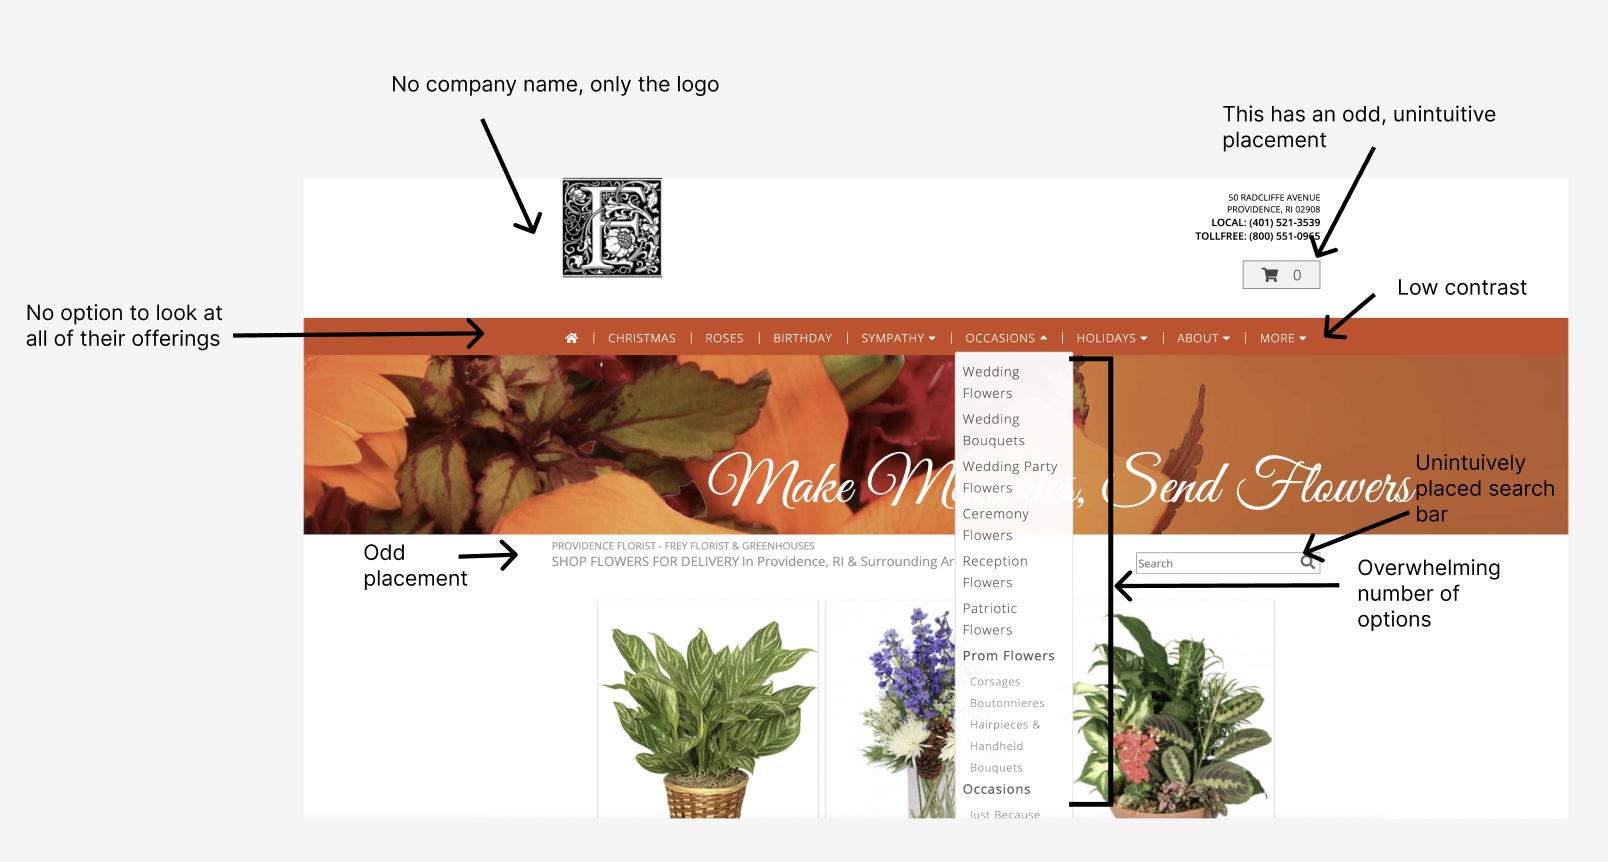 No company name, only the logo
This has an odd, unintuitive
placement
F
50 RADCLIFFE AVENUE
PROVIDENCE, RI 02908
LOCAL: (401) 521-3539
TOLLFREE: (800) 551-0965
0
Low contrast
No option to look at
all of their offerings
CHRISTMAS | ROSES | BIRTHDAY | SYMPATHY | OCCASIONS | HOLIDAYS | ABOUT | MORE
Wedding
Flowers
Wedding
Bouquets
Wedding Party
Flowers
Ceremony
Flowers
Reception
Flowers
Patriotic
Flowers
Prom Flowers
Corsages
Boutonnieres
Hairpieces &
Handheld
Bouquets
Occasions
Just Because
Make Memories, Send Flowers
Unintuively
placed search
bar
Odd
placement
PROVIDENCE FLORIST - FREY FLORIST & GREENHOUSES
SHOP FLOWERS FOR DELIVERY In Providence, RI & Surrounding Ar
Search
Overwhelming
number of
options